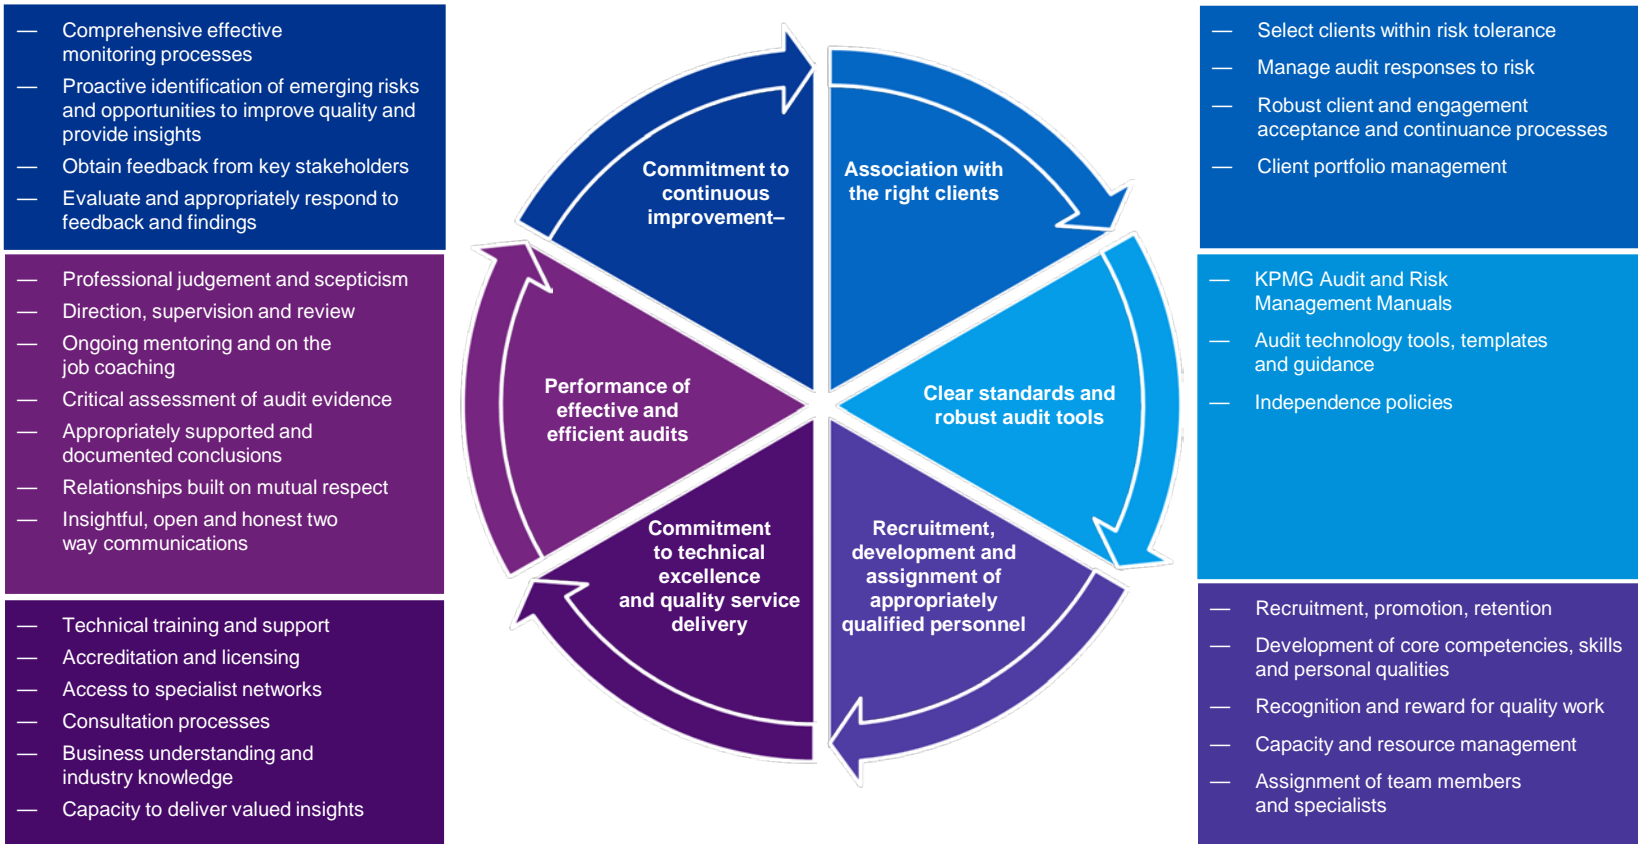 — Comprehensive effective
monitoring processes
— Proactive identification of emerging risks
and opportunities to improve quality and
provide insights
— Obtain feedback from key stakeholders
— Evaluate and appropriately respond to
feedback and findings
— Professional judgement and scepticism
— Direction, supervision and review
— Ongoing mentoring and on the
job coaching
— Critical assessment of audit evidence
— Appropriately supported and
documented conclusions
— Relationships built on mutual respect
— Insightful, open and honest two
way communications
— Technical training and support
— Accreditation and licensing
— Access to specialist networks
— Consultation processes
— Business understanding and
industry knowledge
— Capacity to deliver valued insights
Commitment to
continuous
improvement–
Association with
the right clients
Performance of
effective and
efficient audits
Clear standards and
robust audit tools
Commitment
to technical
excellence
and quality service
delivery
Recruitment,
development and
assignment of
appropriately
qualified personnel
— Select clients within risk tolerance
— Manage audit responses to risk
— Robust client and engagement
acceptance and continuance processes
— Client portfolio management
— KPMG Audit and Risk
Management Manuals
— Audit technology tools, templates
and guidance
— Independence policies
— Recruitment, promotion, retention
— Development of core competencies, skills
and personal qualities
— Recognition and reward for quality work
— Capacity and resource management
— Assignment of team members
and specialists